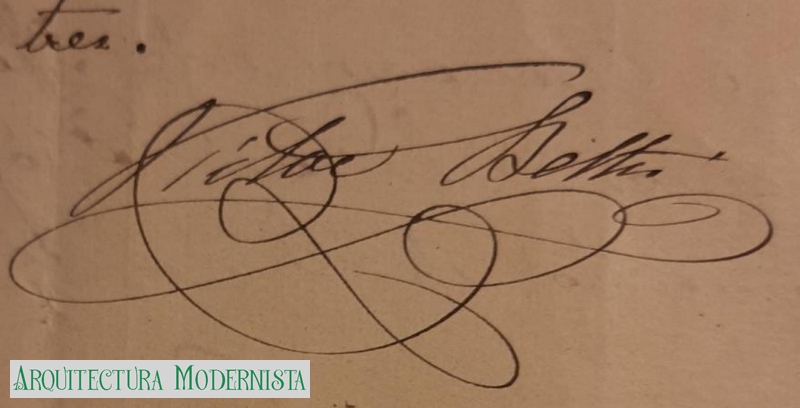 tres.
Víctor Beltrí
ARQUITECTURA MODERNISTA